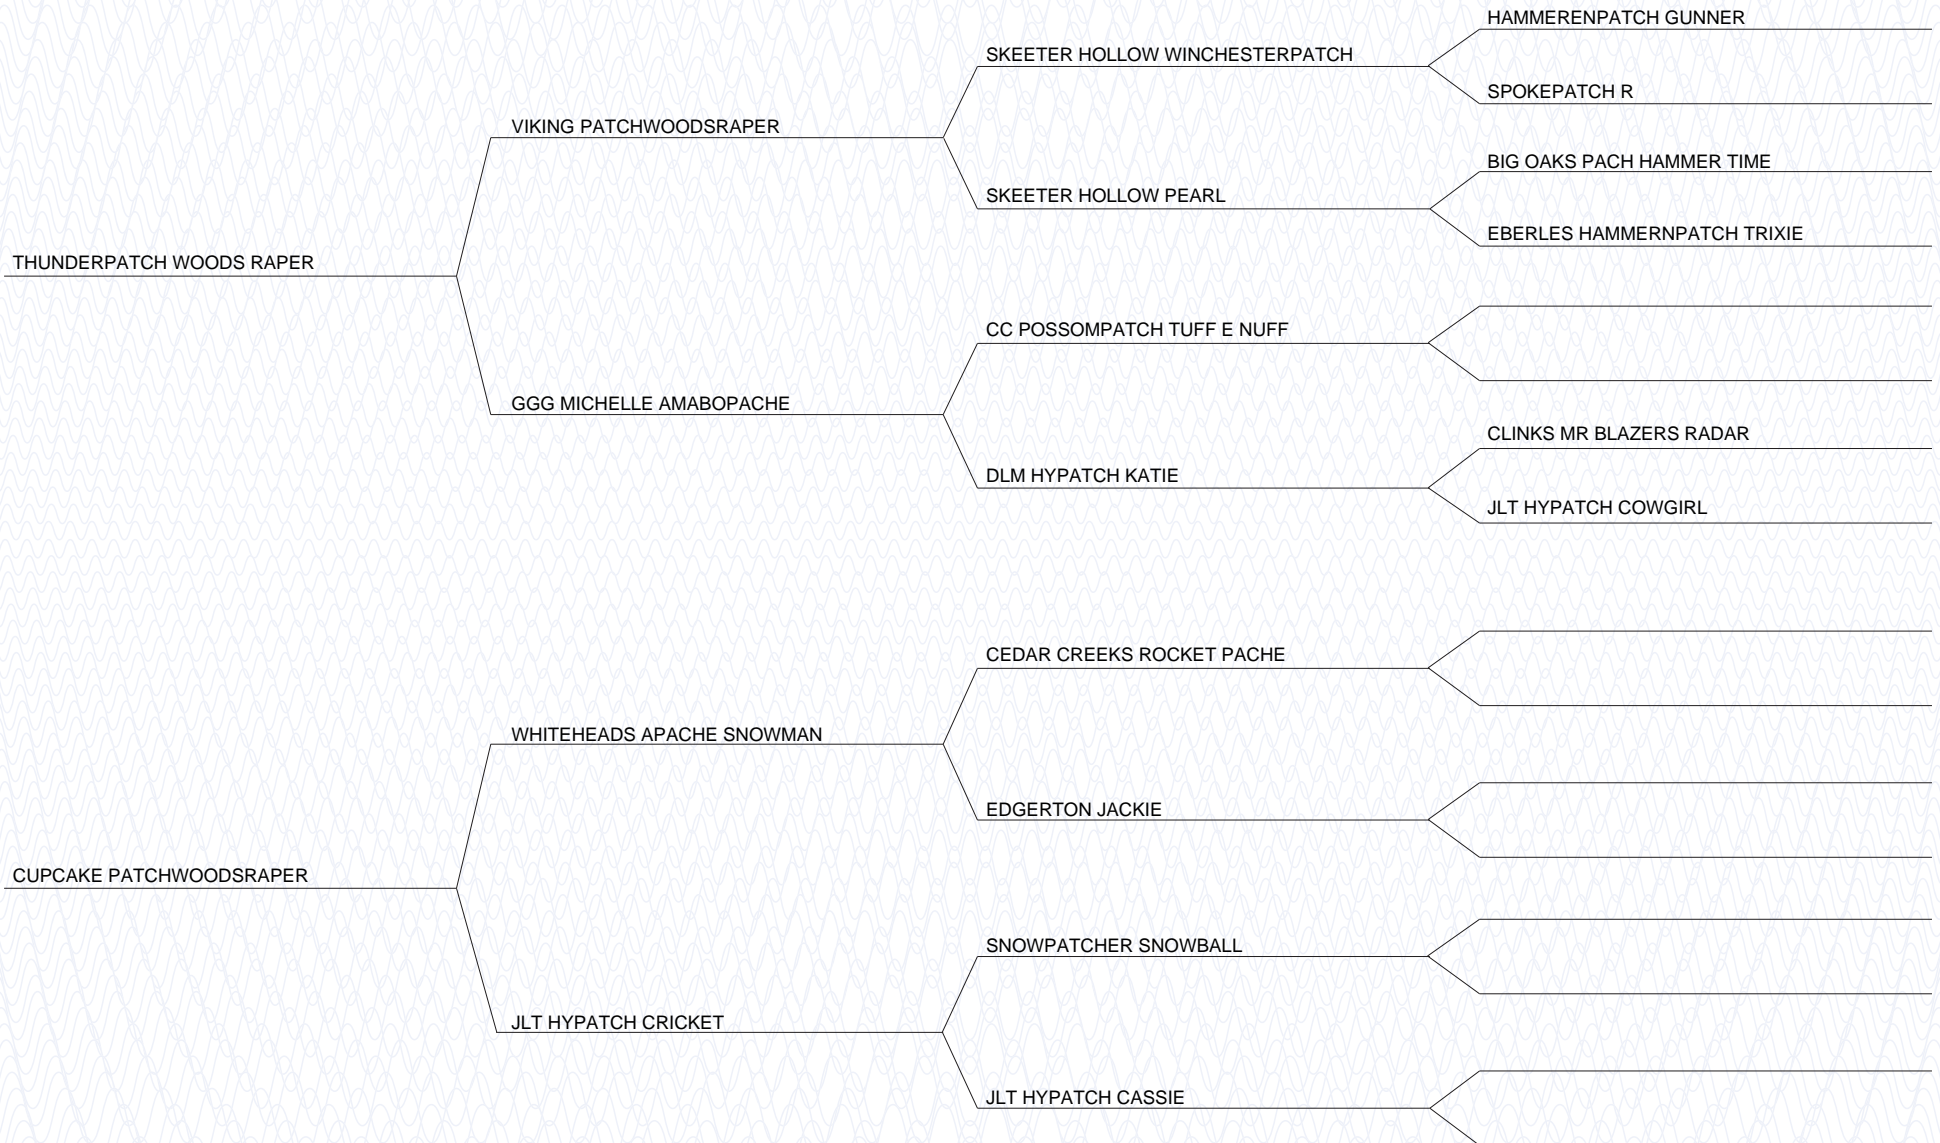 HAMMERENPATCH GUNNER
SKEETER HOLLOW WINCHESTERPATCH
SPOKEPATCH R
VIKING PATCHWOODSRAPER
BIG OAKS PACH HAMMER TIME
SKEETER HOLLOW PEARL
EBERLES HAMMERNPATCH TRIXIE
THUNDERPATCH WOODS RAPER
CC POSSOMPATCH TUFF E NUFF
GGG MICHELLE AMABOPACHE
CLINKS MR BLAZERS RADAR
DLM HYPATCH KATIE
JLT HYPATCH COWGIRL
CEDAR CREEKS ROCKET PACHE
WHITEHEADS APACHE SNOWMAN
EDGERTON JACKIE
CUPCAKE PATCHWOODSRAPER
SNOWPATCHER SNOWBALL
JLT HYPATCH CRICKET
JLT HYPATCH CASSIE